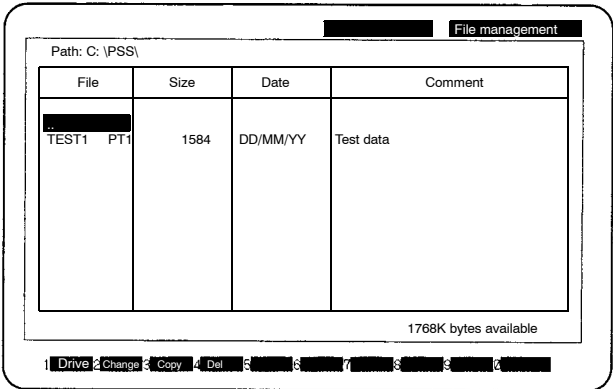 File management
Path: C: \PSS\
File Size Date Comment
..
TEST1 PT1 1584 DD/MM/YY Test data
1768K bytes available
1 Drive 2 Change 3 Copy 4 Del 5 6 7 8 9 0